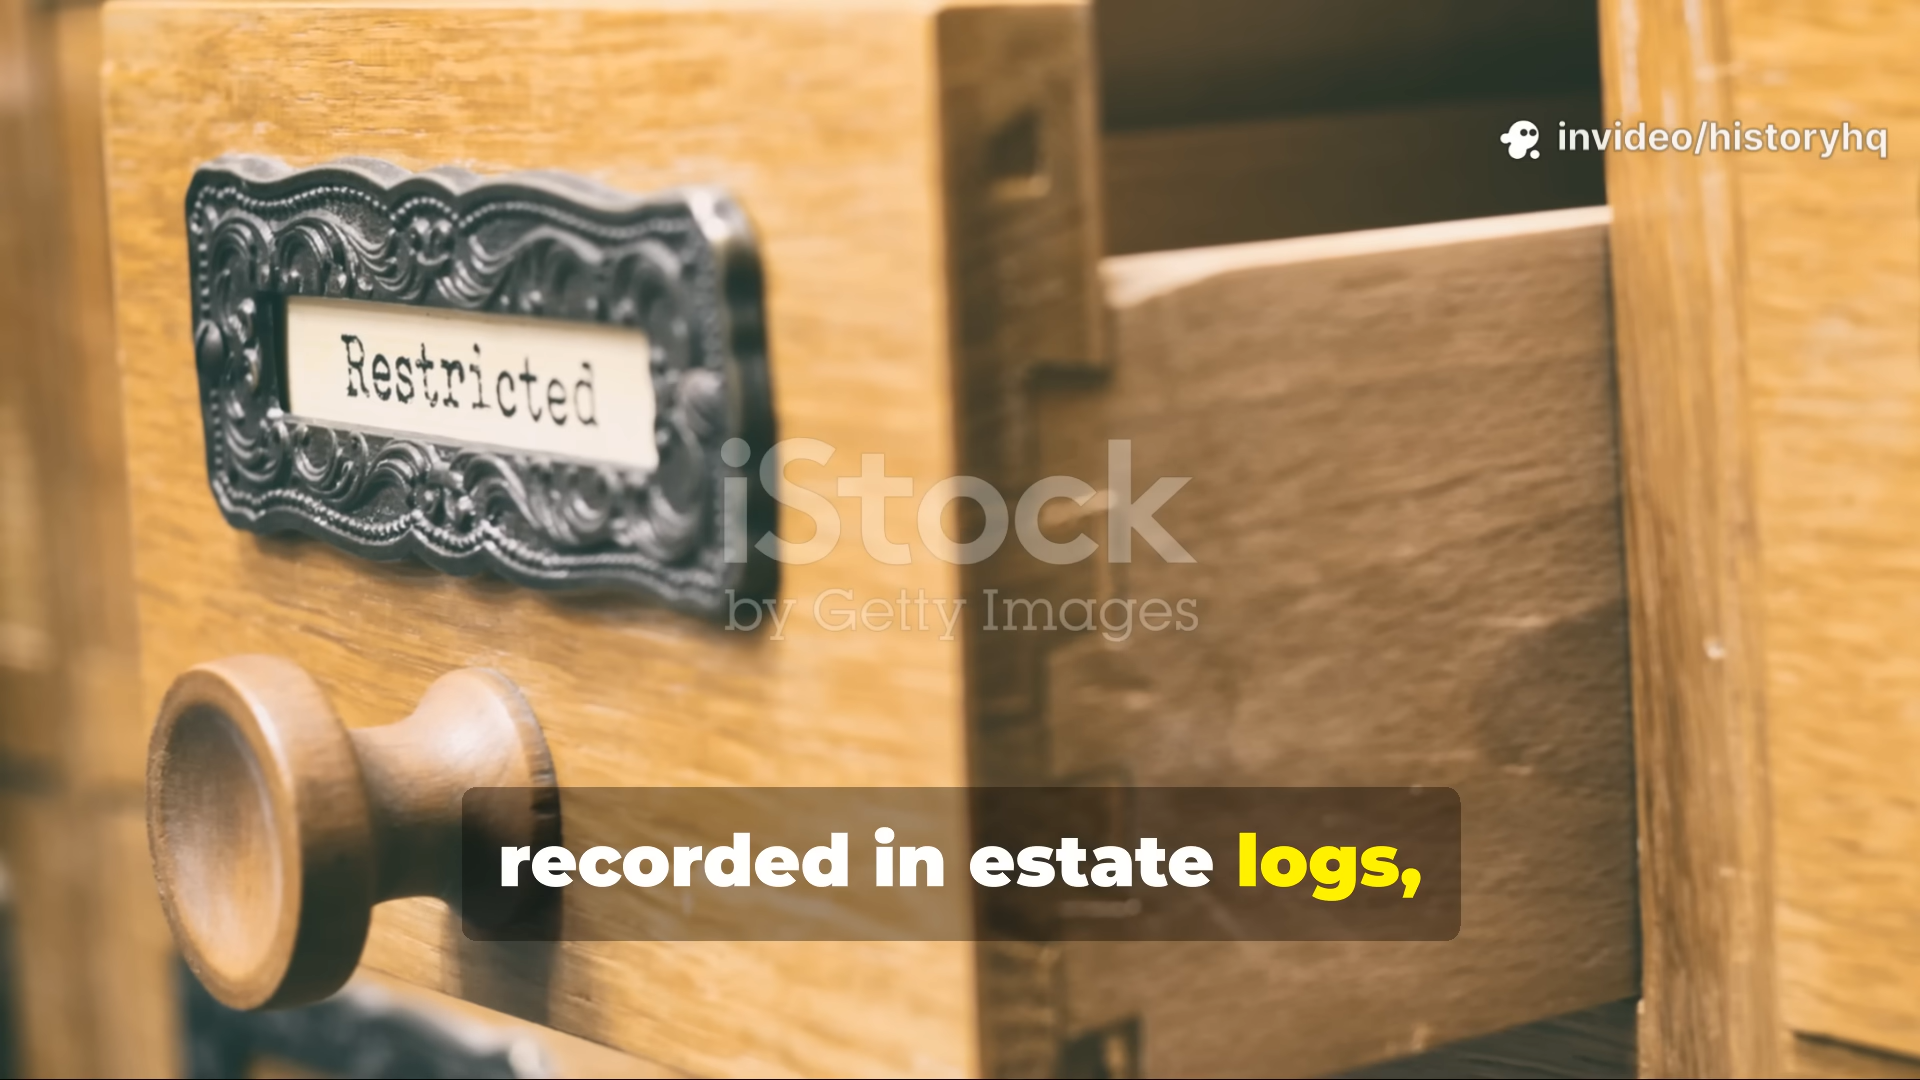 invideo/historyhq
Restricted
iStock
by Getty Images
recorded in estate logs,